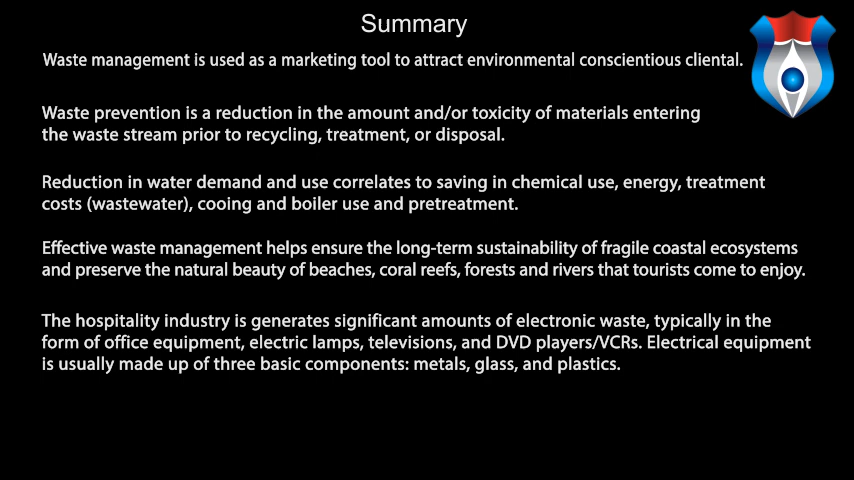 Summary
Waste management is used as a marketing tool to attract environmental conscientious cliental.
Waste prevention is a reduction in the amount and/or toxicity of materials entering
the waste stream prior to recycling, treatment, or disposal.
Reduction in water demand and use correlates to saving in chemical use, energy, treatment
costs (wastewater), cooing and boiler use and pretreatment.
Effective waste management helps ensure the long-term sustainability of fragile coastal ecosystems
and preserve the natural beauty of beaches, coral reefs, forests and rivers that tourists come to enjoy.
The hospitality industry is generates significant amounts of electronic waste, typically in the
form of office equipment, electric lamps, televisions, and DVD players/VCRs. Electrical equipment
is usually made up of three basic components: metals, glass, and plastics.